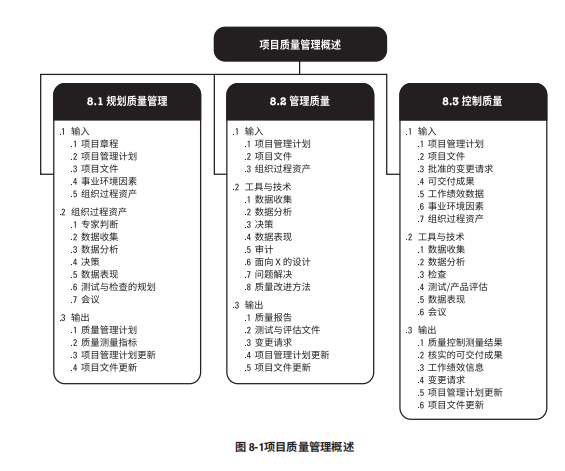 项目质量管理概述
8.1 规划质量管理
.1 输入
.1 项目章程
.2 项目管理计划
.3 项目文件
.4 事业环境因素
.5 组织过程资产
.2 组织过程资产
.1 专家判断
.2 数据收集
.3 数据分析
.4 决策
.5 数据表现
.6 测试与检查的规划
.7 会议
.3 输出
.1 质量管理计划
.2 质量测量指标
.3 项目管理计划更新
.4 项目文件更新
8.2 管理质量
.1 输入
.1 项目管理计划
.2 项目文件
.3 组织过程资产
.2 工具与技术
.1 数据收集
.2 数据分析
.3 决策
.4 数据表现
.5 审计
.6 面向 X 的设计
.7 问题解决
.8 质量改进方法
.3 输出
.1 质量报告
.2 测试与评估文件
.3 变更请求
.4 项目管理计划更新
.5 项目文件更新
8.3 控制质量
.1 输入
.1 项目管理计划
.2 项目文件
.3 批准的变更请求
.4 可交付成果
.5 工作绩效数据
.6 事业环境因素
.7 组织过程资产
.2 工具与技术
.1 数据收集
.2 数据分析
.3 检查
.4 测试/产品评估
.5 数据表现
.6 会议
.3 输出
.1 质量控制测量结果
.2 核实的可交付成果
.3 工作绩效信息
.4 变更请求
.5 项目管理计划更新
.6 项目文件更新
图 8-1项目质量管理概述